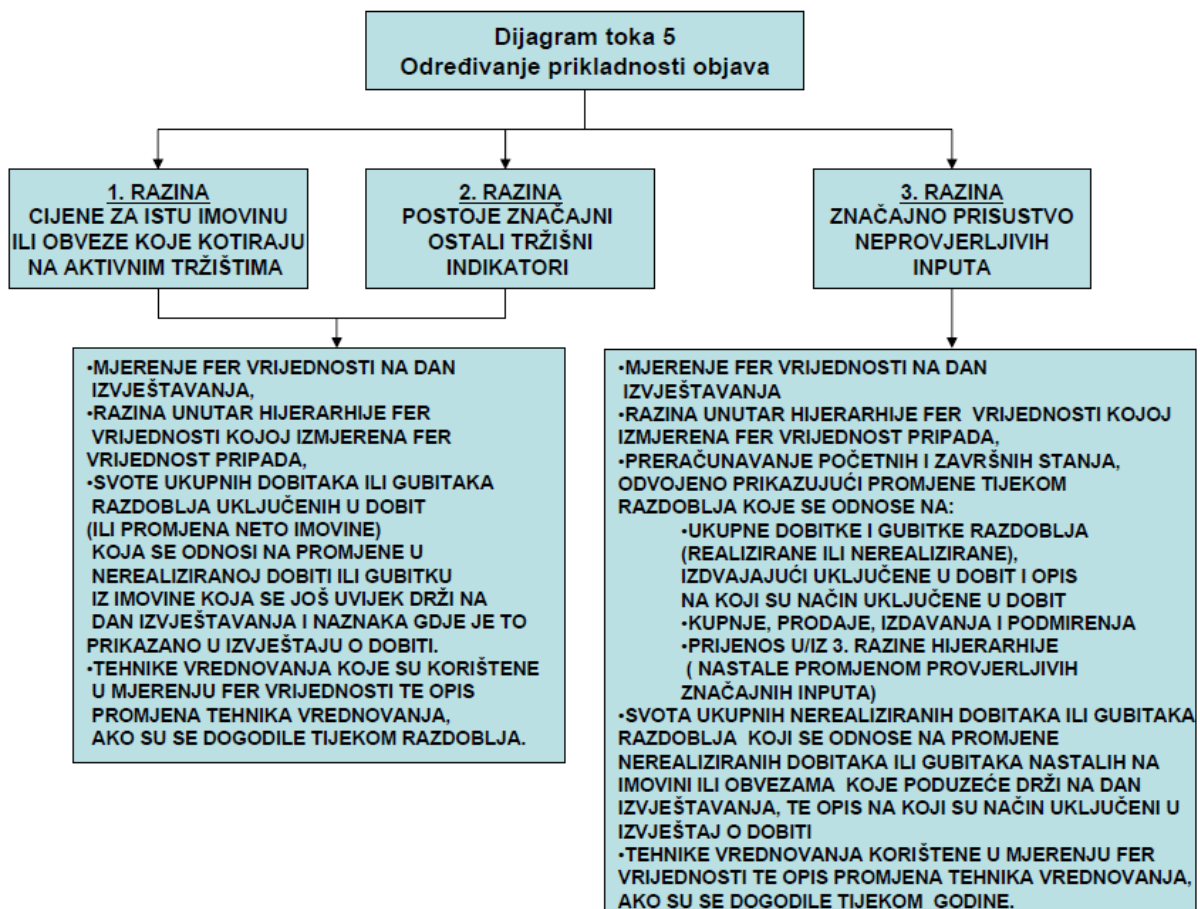 Dijagram toka 5
Određivanje prikladnosti objava
1. RAZINA
CIJENE ZA ISTU IMOVINU
ILI OBVEZE KOJE KOTIRAJU
NA AKTIVNIM TRŽIŠTIMA
2. RAZINA
POSTOJE ZNAČAJNI
OSTALI TRŽIŠNI
INDIKATORI
3. RAZINA
ZNAČAJNO PRISUSTVO
NEPROVJERLJIVIH
INPUTA
•MJERENJE FER VRIJEDNOSTI NA DAN
IZVJEŠTAVANJA,
•RAZINA UNUTAR HIJERARHIJE FER
VRIJEDNOSTI KOJOJ IZMJERENA FER
VRIJEDNOST PRIPADA,
•SVOTE UKUPNIH DOBITAKA ILI GUBITAKA
RAZDOBLJA UKLJUČENIH U DOBIT
(ILI PROMJENA NETO IMOVINE)
KOJA SE ODNOSI NA PROMJENE U
NEREALIZIRANOJ DOBITI ILI GUBITKU
IZ IMOVINE KOJA SE JOŠ UVIJEK DRŽI NA
DAN IZVJEŠTAVANJA I NAZNAKA GDJE JE TO
PRIKAZANO U IZVJEŠTAJU O DOBITI.
•TEHNIKE VREDNOVANJA KOJE SU KORIŠTENE
U MJERENJU FER VRIJEDNOSTI TE OPIS
PROMJENA TEHNIKA VREDNOVANJA,
AKO SU SE DOGODILE TIJEKOM RAZDOBLJA.
•MJERENJE FER VRIJEDNOSTI NA DAN
IZVJEŠTAVANJA
•RAZINA UNUTAR HIJERARHIJE FER VRIJEDNOSTI KOJOJ
IZMJERENA FER VRIJEDNOST PRIPADA,
•PRERAČUNAVANJE POČETNIH I ZAVRŠNIH STANJA,
ODVOJENO PRIKAZUJUĆI PROMJENE TIJEKOM
RAZDOBLJA KOJE SE ODNOSE NA:
•UKUPNE DOBITKE I GUBITKE RAZDOBLJA
(REALIZIRANE ILI NEREALIZIRANE),
IZDVAJAJUĆI UKLJUČENE U DOBIT I OPIS
NA KOJI SU NAČIN UKLJUČENE U DOBIT
•KUPNJE, PRODAJE, IZDAVANJA I PODMIRENJA
•PRIJENOS U/IZ 3. RAZINE HIJERARHIJE
( NASTALE PROMJENOM PROVJERLJIVIH
ZNAČAJNIH INPUTA)
•SVOTA UKUPNIH NEREALIZIRANIH DOBITAKA ILI GUBITAKA
RAZDOBLJA KOJI SE ODNOSE NA PROMJENE
NEREALIZIRANIH DOBITAKA ILI GUBITAKA NASTALIH NA
IMOVINI ILI OBVEZAMA KOJE PODUZEĆE DRŽI NA DAN
IZVJEŠTAVANJA, TE OPIS NA KOJI SU NAČIN UKLJUČENI U
IZVJEŠTAJ O DOBITI
•TEHNIKE VREDNOVANJA KORIŠTENE U MJERENJU FER
VRIJEDNOSTI TE OPIS PROMJENA TEHNIKA VREDNOVANJA,
AKO SU SE DOGODILE TIJEKOM GODINE.